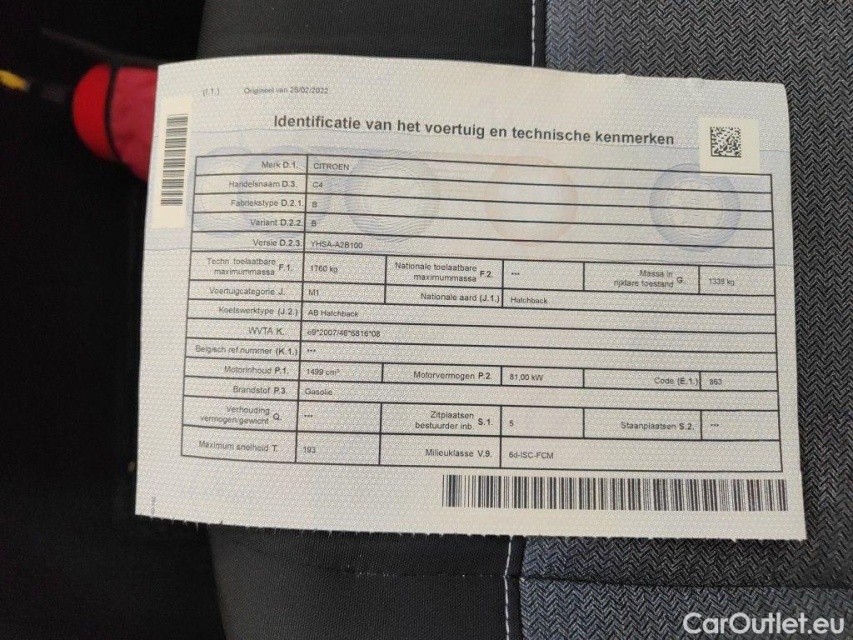 (I.1.) Origineel van 25/02/2022
Identificatie van het voertuig en technische kenmerken
Merk D.1. CITROEN
Handelsnaam D.3. C4
Fabriekstype D.2.1. B
Variant D.2.2. B
Versie D.2.3. YHSA-A2B100
Techn. toelaatbare maximummassa F.1. 1760 kg Nationale toelaatbare maximummassa F.2. --- Massa in rijklare toestand G. 1335 kg
Voertuigcategorie J. M1 Nationale aard (J.1.) Hatchback
Koetswerktype (J.2.) AB Hatchback
WVTA K. e9*2007/46*6816*08
Belgisch ref.nummer (K.1.) ---
Motorinhoud P.1. 1499 cm³ Motorvermogen P.2. 81,00 kW Code (E.1.) 963
Brandstof P.3. Gasolie
Verhouding vermogen/gewicht Q. --- Zitplaatsen bestuurder inb. S.1. 5 Staanplaatsen S.2. ---
Maximum snelheid T. 193 Milieuklasse V.9. 6d-ISC-FCM
CarOutlet.eu